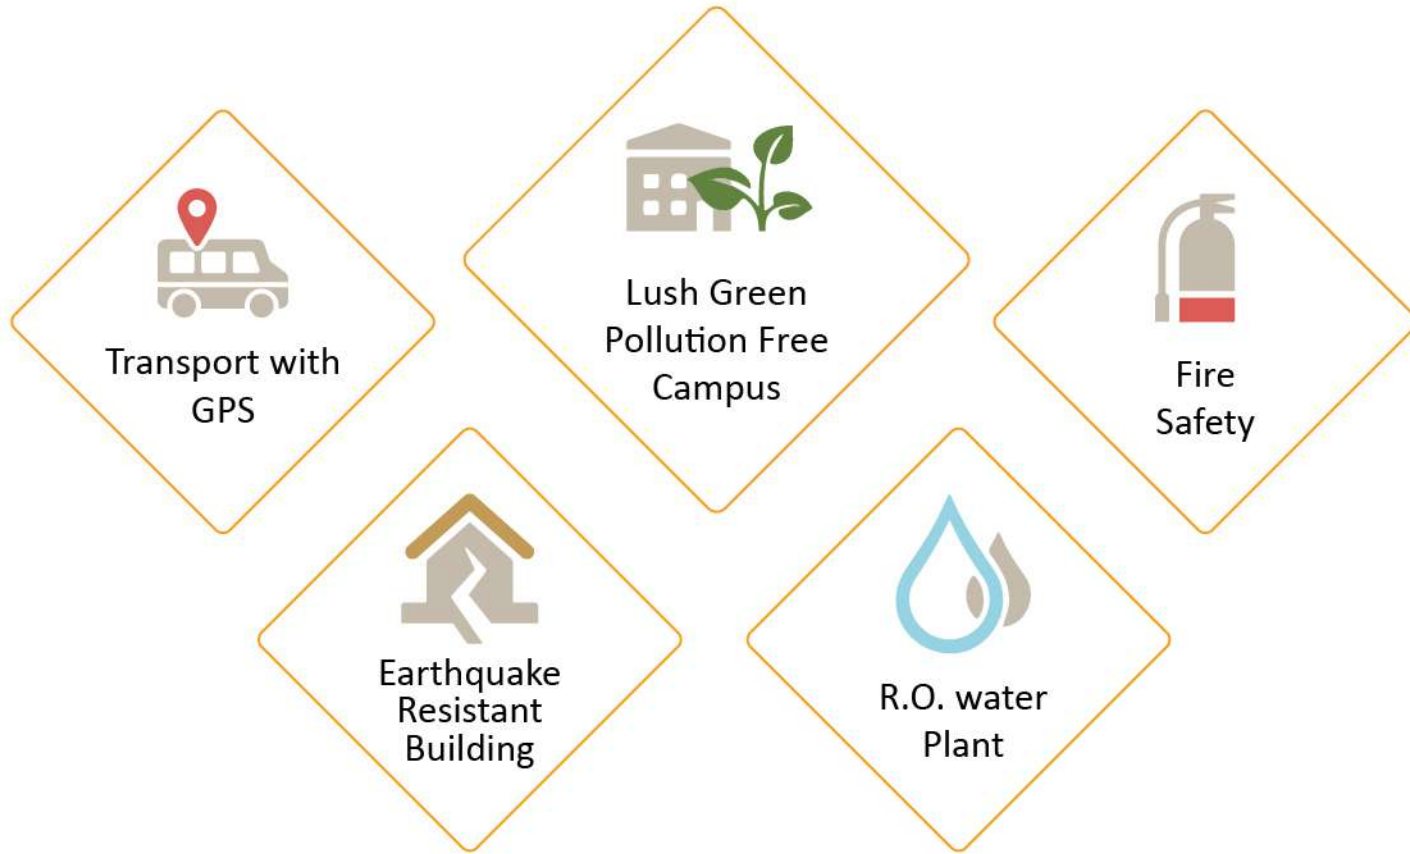 Transport with
GPS
Lush Green
Pollution Free
Campus
Fire
Safety
Earthquake
Resistant
Building
R.O. water
Plant